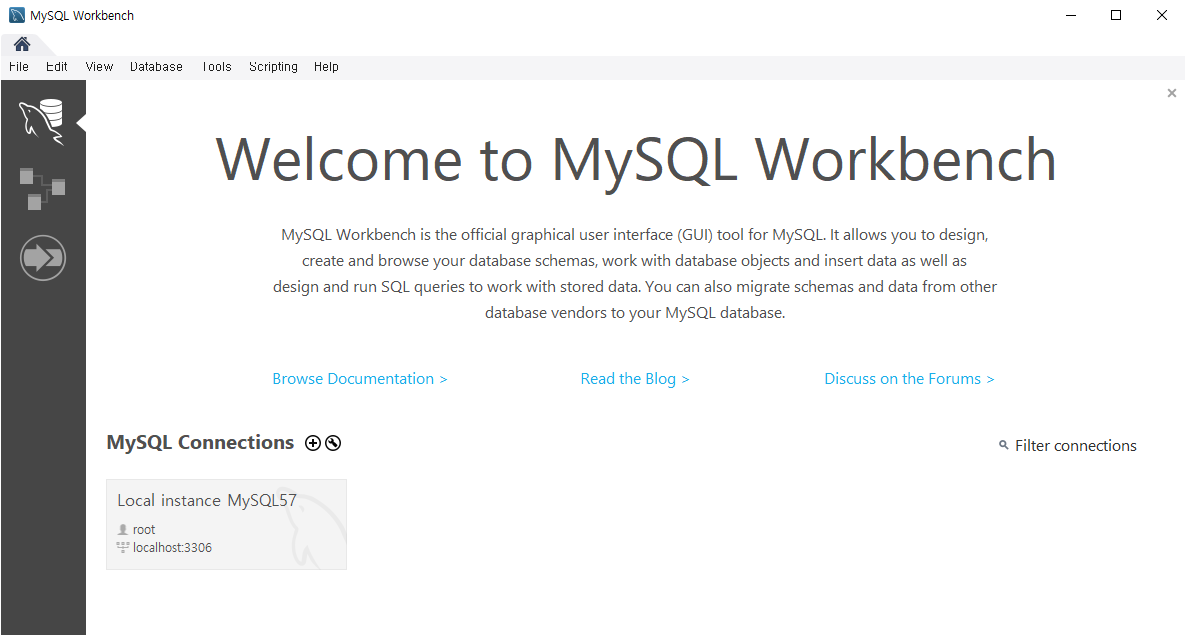 MySQL Workbench
File Edit View Database Tools Scripting Help
Welcome to MySQL Workbench
MySQL Workbench is the official graphical user interface (GUI) tool for MySQL. It allows you to design,
create and browse your database schemas, work with database objects and insert data as well as
design and run SQL queries to work with stored data. You can also migrate schemas and data from other
database vendors to your MySQL database.
Browse Documentation > Read the Blog > Discuss on the Forums >
MySQL Connections Filter connections
Local instance MySQL57
root
localhost:3306